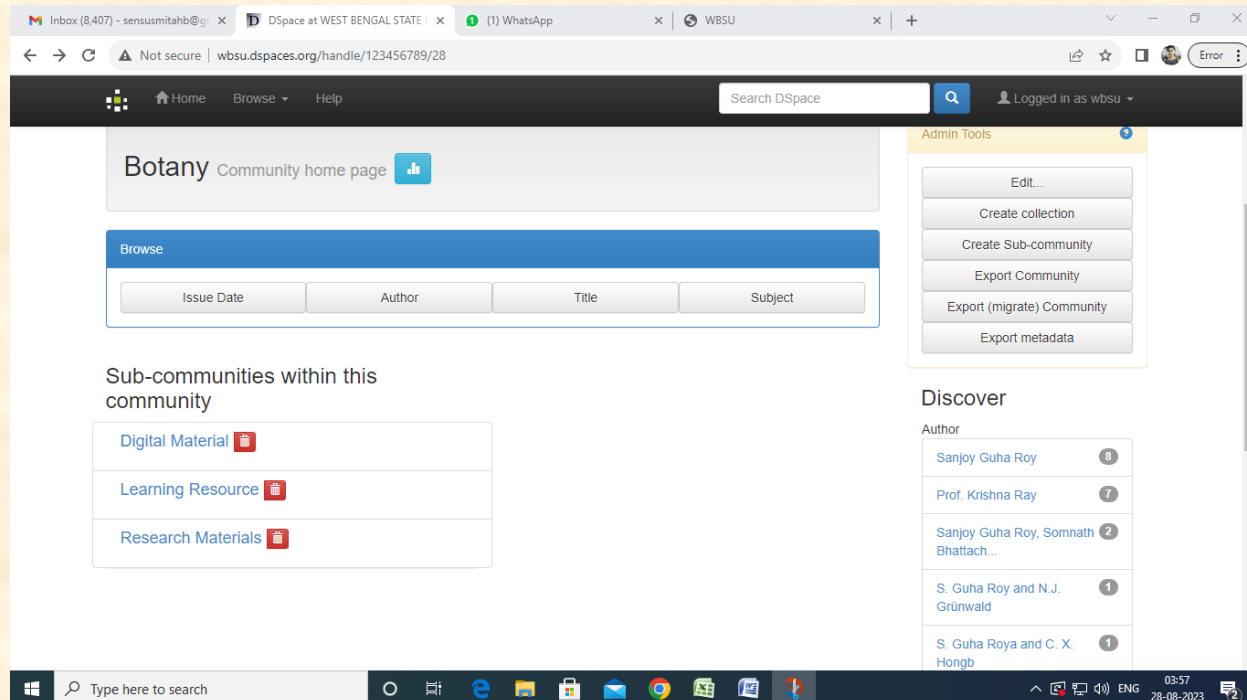 Inbox (8,407) - sensusmitahb@g
DSpace at WEST BENGAL STATE
(1) WhatsApp
WBSU
Not secure
wbsu.dspaces.org/handle/123456789/28
Error
Home
Browse
Help
Search DSpace
Logged in as wbsu
Botany Community home page
Browse
Issue Date
Author
Title
Subject
Sub-communities within this
community
Digital Material
Learning Resource
Research Materials
Admin Tools
Edit...
Create collection
Create Sub-community
Export Community
Export (migrate) Community
Export metadata
Discover
Author
Sanjoy Guha Roy 8
Prof. Krishna Ray 7
Sanjoy Guha Roy, Somnath 2
Bhattach...
S. Guha Roy and N.J. 1
Grünwald
S. Guha Roya and C. X. 1
Hongb
Type here to search
ENG
03:57
28-08-2023
2